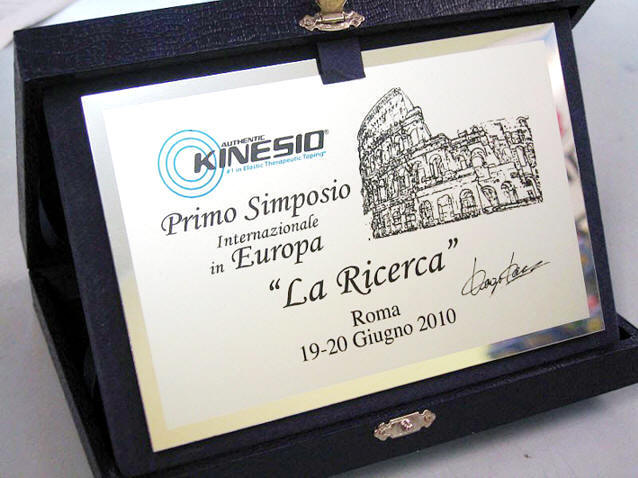 AUTHENTIC
KINESIO®
#1 in Elastic Therapeutic Taping®
Primo Simposio
Internazionale
in Europa
“La Ricerca”
Roma
19-20 Giugno 2010